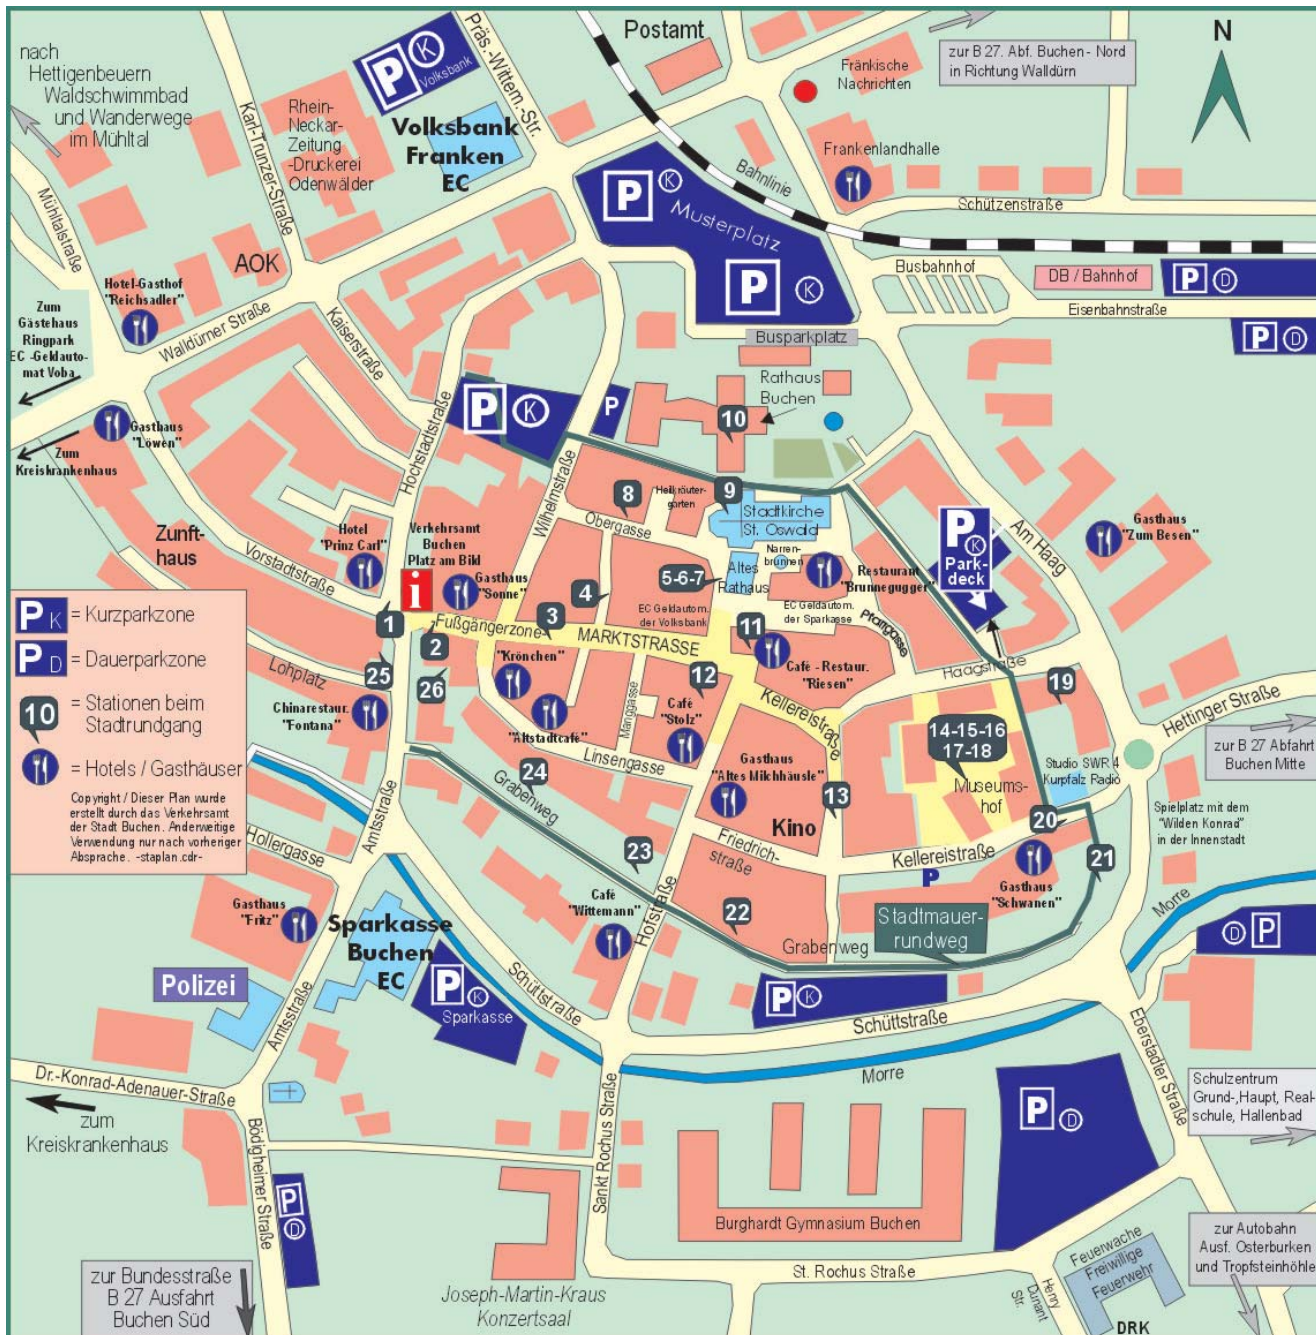 nach
Hettigenbeuern
Waldschwimmbad
und Wanderwege
im Mühltal
Mühltalstraße
Karl-Trunzer-Straße
Rhein-
Neckar-
Zeitung
-Druckerei
Odenwälder
P K Volksbank
Präs.-Wittem.-Str.
Volksbank
Franken
EC
Postamt
Fränkische
Nachrichten
zur B 27. Abf. Buchen - Nord
in Richtung Walldürn
N
Frankenlandhalle
Bahnlinie
Schützenstraße
P K
Musterplatz
P K
Busbahnhof
DB / Bahnhof
P D
Eisenbahnstraße
P D
Busparkplatz
AOK
Hotel-Gasthof
"Reichsadler"
Walldürner Straße
Kaiserstraße
Zum
Gästehaus
Ringpark
EC -Geldauto-
mat Voba
Gasthaus
"Löwen"
Zum
Kreiskrankenhaus
Hochstadtstraße
P K
P
Rathaus
Buchen
10
Wilhelmstraße
8
Heilkräuter-
garten
9
Obergasse
Stadtkirche
St. Oswald
Am Haag
Gasthaus
"Zum Besen"
P K
Park-
deck
Zunft-
haus
Vorstadtstraße
Hotel
"Prinz Carl"
Verkehrsamt
Buchen
Platz am Bild
i
Gasthaus
"Sonne"
4
5-6-7
Altes
Rathaus
Narren-
brunnen
Restaurant
"Brunnegugger"
EC Geldautom.
der Volksbank
EC Geldautom.
der Sparkasse
Pfarrgasse
1
2
Fußgängerzone-
3
MARKTSTRASSE
11
Café - Restaur.
"Riesen"
Haagstraße
19
Hettinger Straße
P K = Kurzparkzone
P D = Dauerparkzone
10 = Stationen beim
Stadtrundgang
= Hotels / Gasthäuser
Copyright / Dieser Plan wurde
erstellt durch das Verkehrsamt
der Stadt Buchen. Anderweitige
Verwendung nur nach vorheriger
Absprache. -staplan.cdr-
Lohplatz
25
26
Chinarestaur.
"Fontana"
"Krönchen"
"Altstadtcafé"
Manggasse
12
Café
"Stolz"
Kellereistraße
Linsengasse
24
Grabenweg
Gasthaus
"Altes Milchhäusle"
13
Kino
14-15-16
17-18
Museums-
hof
Studio SWR 4
Kurpfalz Radio
zur B 27 Abfahrt
Buchen Mitte
Spielplatz mit dem
"Wilden Konrad"
in der Innenstadt
20
21
Hollergasse
Amtsstraße
23
Friedrich-
straße
Kellereistraße
P
Gasthaus
"Schwanen"
Gasthaus
"Fritz"
Café
"Wittemann"
Hofstraße
22
Stadtmauer-
rundweg
Grabenweg
Morre
D P
Sparkasse
Buchen
EC
Polizei
Amtsstraße
P K
Sparkasse
Schüttstraße
P K
Schüttstraße
Morre
Eberstadter Straße
Dr.-Konrad-Adenauer-Straße
zum
Kreiskrankenhaus
Bödigheimer Straße
P D
Sankt Rochus Straße
P D
Schulzentrum
Grund-,Haupt, Real-
schule, Hallenbad
Burghardt Gymnasium Buchen
zur Autobahn
Ausf. Osterburken
und Tropfsteinhöhle
zur Bundesstraße
B 27 Ausfahrt
Buchen Süd
Joseph-Martin-Kraus
Konzertsaal
St. Rochus Straße
Feuerwache
Freiwillige
Feuerwehr
Henry
Dunant
Str.
DRK